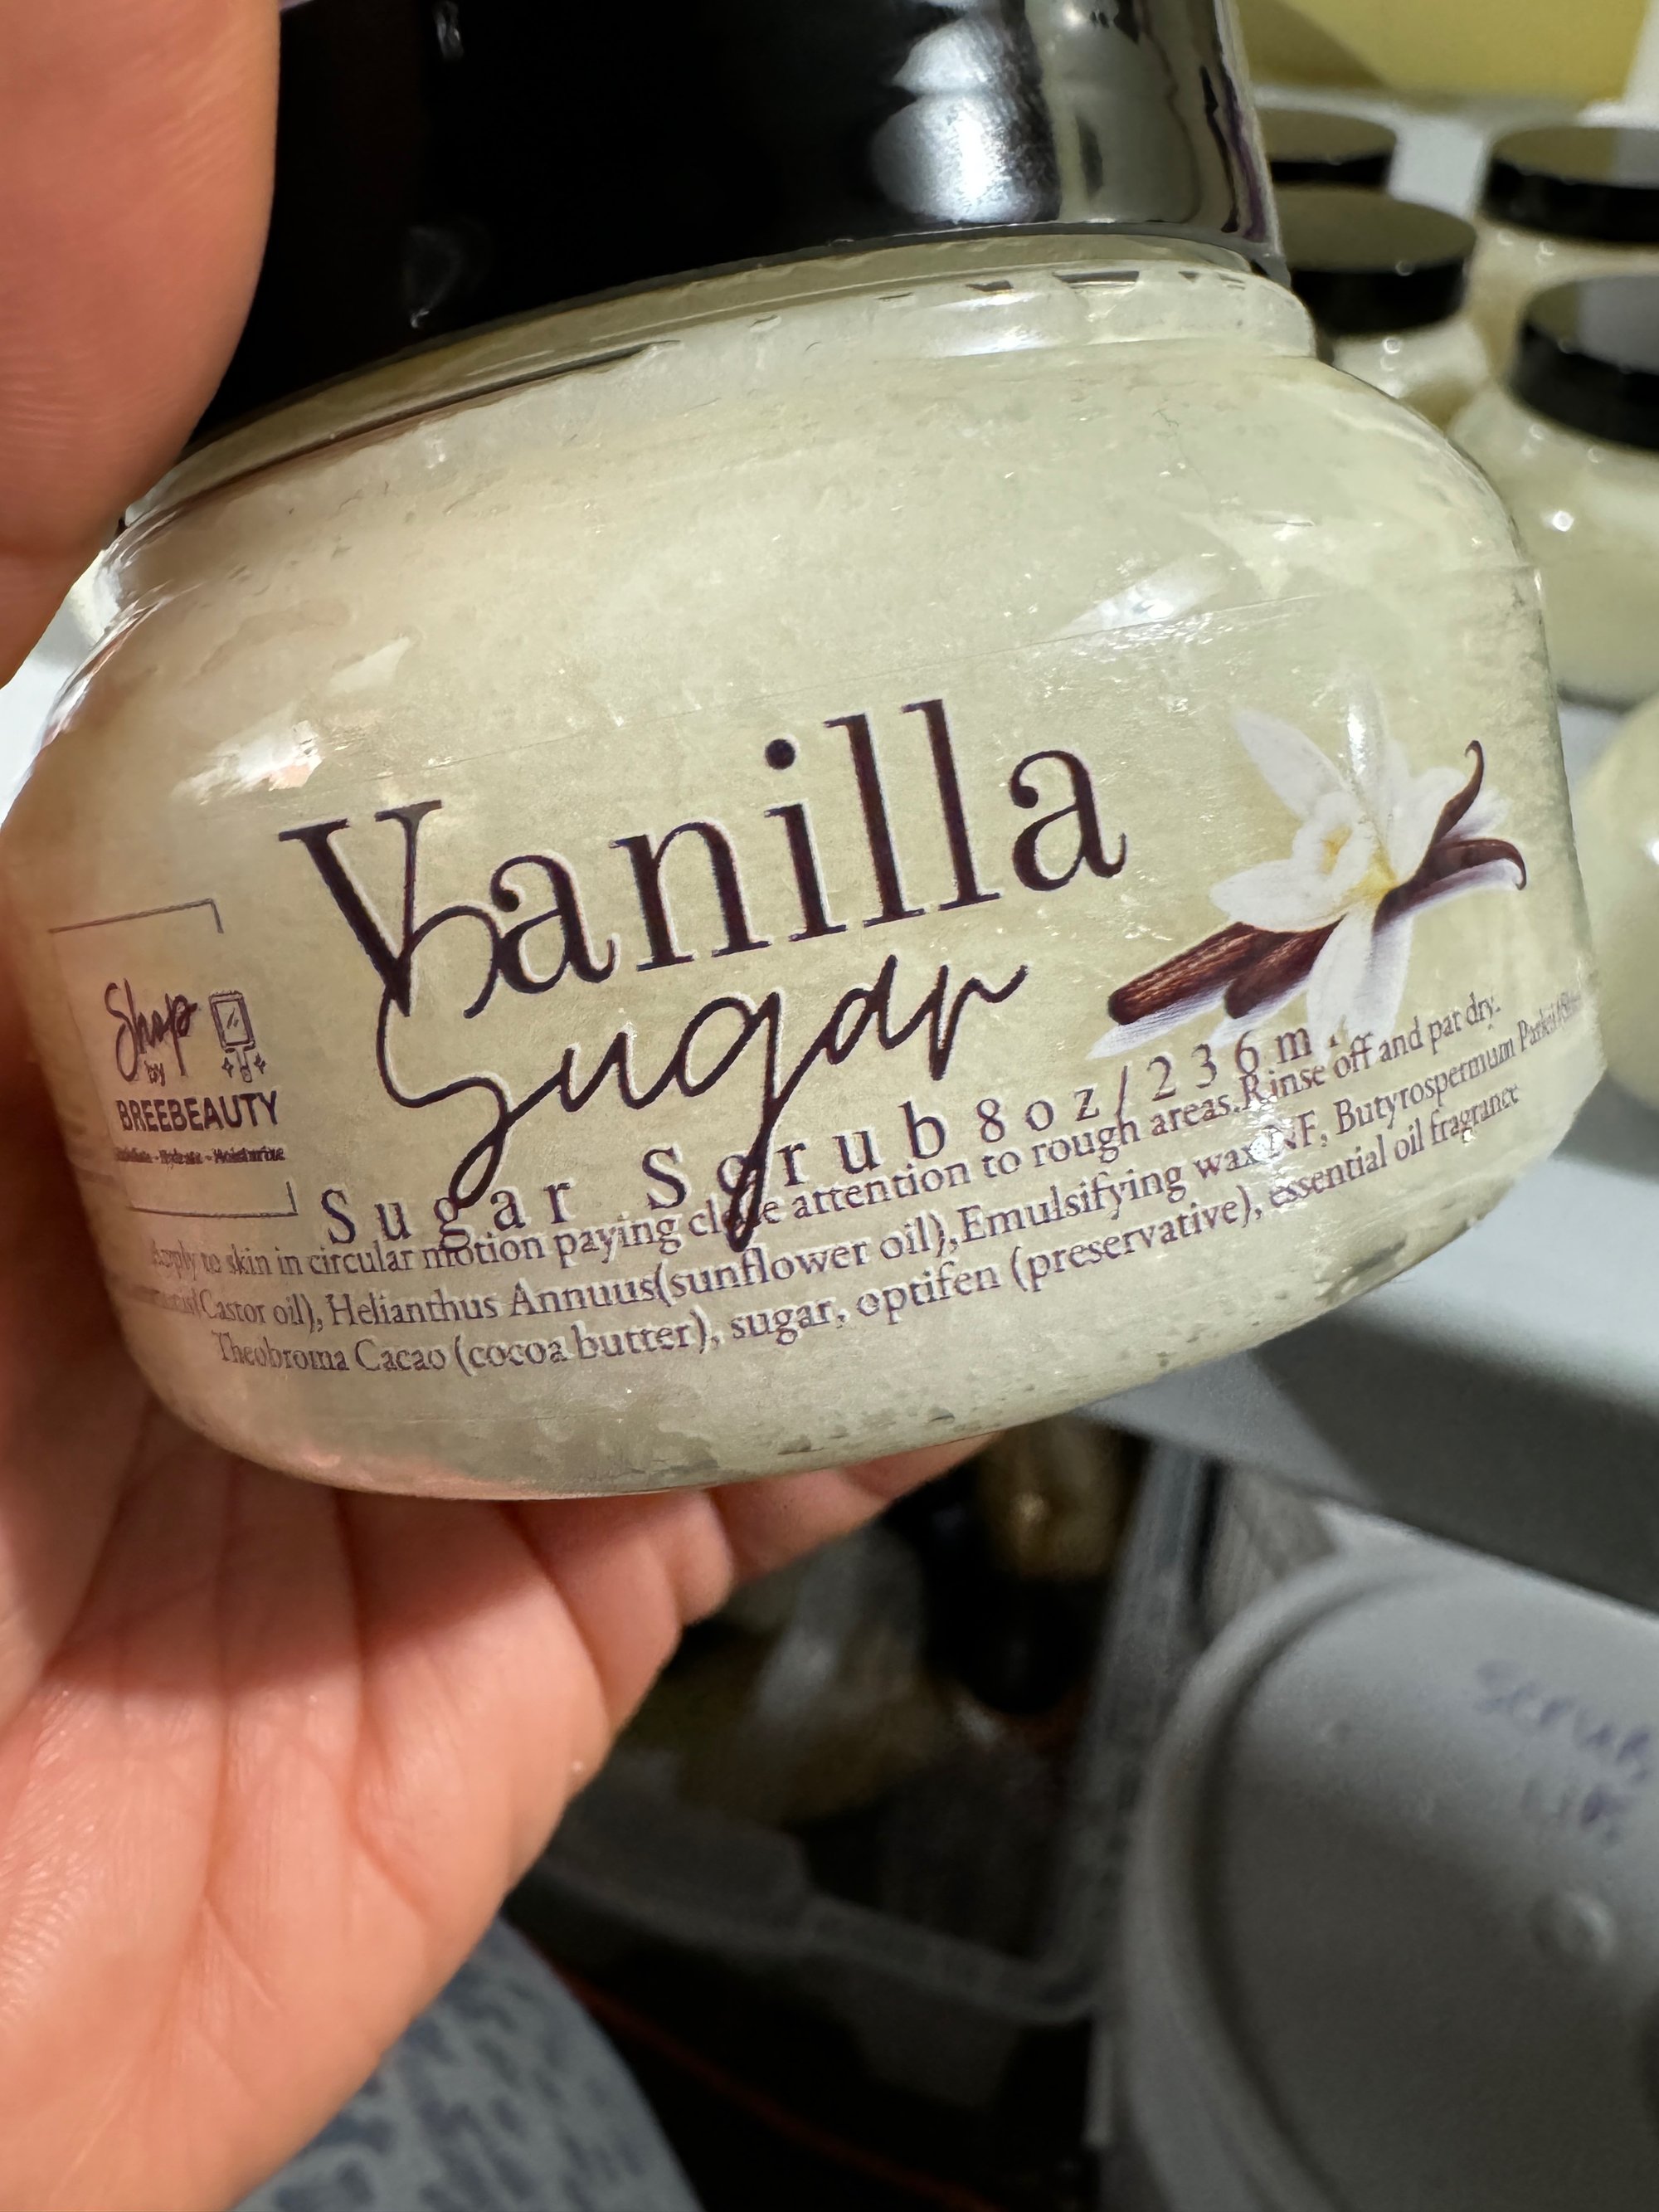 Vanilla
Sugar
Shop
by
BREEBEAUTY
Hydrate - Moisturize
Sugar Scrub 8oz/236m
Apply to skin in circular motion paying close attention to rough areas.Rinse off and pat dry.
(Castor oil), Helianthus Annuus(sunflower oil),Emulsifying wax NF, Butyrospermum Parkii
Theobroma Cacao (cocoa butter), sugar, optifen (preservative), essential oil fragrance